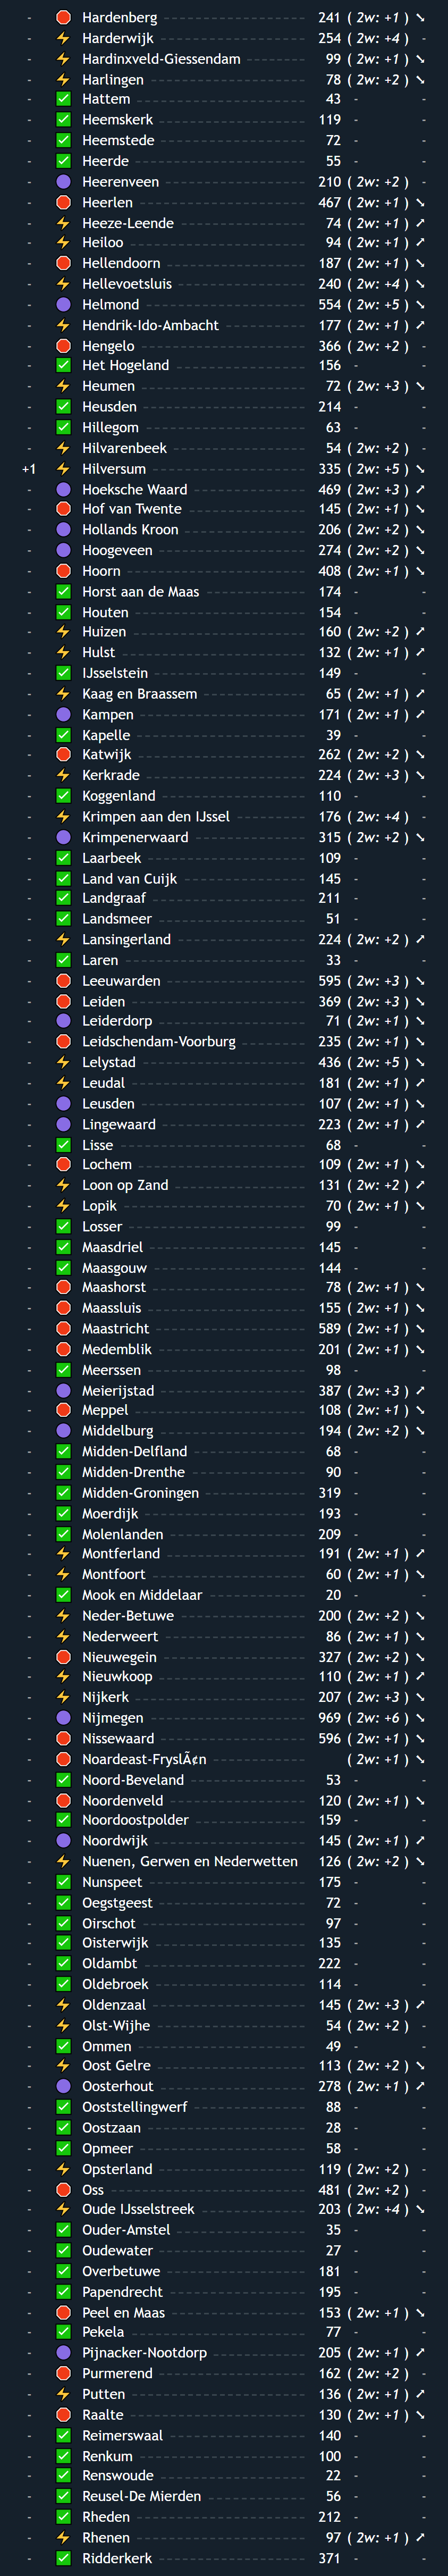 - 🛑 Hardenberg 241 ( 2w: +1 ) ➘
- ⚡ Harderwijk 254 ( 2w: +4 ) -
- ⚡ Hardinxveld-Giessendam 99 ( 2w: +1 ) ➘
- ⚡ Harlingen 78 ( 2w: +2 ) ➘
- ✅ Hattem 43 - -
- ✅ Heemskerk 119 - -
- ✅ Heemstede 72 - -
- ✅ Heerde 55 - -
- 🟣 Heerenveen 210 ( 2w: +2 ) -
- 🛑 Heerlen 467 ( 2w: +1 ) ➘
- ⚡ Heeze-Leende 74 ( 2w: +1 ) ➚
- ⚡ Heiloo 94 ( 2w: +1 ) ➚
- 🛑 Hellendoorn 187 ( 2w: +1 ) ➘
- ⚡ Hellevoetsluis 240 ( 2w: +4 ) ➘
- 🟣 Helmond 554 ( 2w: +5 ) ➘
- ⚡ Hendrik-Ido-Ambacht 177 ( 2w: +1 ) ➚
- 🛑 Hengelo 366 ( 2w: +2 ) -
- ✅ Het Hogeland 156 - -
- ⚡ Heumen 72 ( 2w: +3 ) ➘
- ✅ Heusden 214 - -
- ✅ Hillegom 63 - -
- ⚡ Hilvarenbeek 54 ( 2w: +2 ) -
+1 ⚡ Hilversum 335 ( 2w: +5 ) ➘
- 🟣 Hoeksche Waard 469 ( 2w: +3 ) ➚
- 🛑 Hof van Twente 145 ( 2w: +1 ) ➘
- 🟣 Hollands Kroon 206 ( 2w: +2 ) ➘
- 🟣 Hoogeveen 274 ( 2w: +2 ) ➘
- 🛑 Hoorn 408 ( 2w: +1 ) ➘
- ✅ Horst aan de Maas 174 - -
- ✅ Houten 154 - -
- ⚡ Huizen 160 ( 2w: +2 ) ➚
- ⚡ Hulst 132 ( 2w: +1 ) ➚
- ✅ IJsselstein 149 - -
- ⚡ Kaag en Braassem 65 ( 2w: +1 ) ➚
- 🟣 Kampen 171 ( 2w: +1 ) ➚
- ✅ Kapelle 39 - -
- 🛑 Katwijk 262 ( 2w: +2 ) ➘
- ⚡ Kerkrade 224 ( 2w: +3 ) ➘
- ✅ Koggenland 110 - -
- ⚡ Krimpen aan den IJssel 176 ( 2w: +4 ) -
- 🟣 Krimpenerwaard 315 ( 2w: +2 ) ➘
- ✅ Laarbeek 109 - -
- ✅ Land van Cuijk 145 - -
- ✅ Landgraaf 211 - -
- ✅ Landsmeer 51 - -
- ⚡ Lansingerland 224 ( 2w: +2 ) ➚
- ✅ Laren 33 - -
- 🛑 Leeuwarden 595 ( 2w: +3 ) ➘
- 🛑 Leiden 369 ( 2w: +3 ) ➘
- 🟣 Leiderdorp 71 ( 2w: +1 ) ➘
- 🛑 Leidschendam-Voorburg 235 ( 2w: +1 ) ➘
- ⚡ Lelystad 436 ( 2w: +5 ) ➘
- ⚡ Leudal 181 ( 2w: +1 ) ➚
- 🟣 Leusden 107 ( 2w: +1 ) ➘
- 🟣 Lingewaard 223 ( 2w: +1 ) ➚
- ✅ Lisse 68 - -
- 🛑 Lochem 109 ( 2w: +1 ) ➘
- ⚡ Loon op Zand 131 ( 2w: +2 ) ➚
- ⚡ Lopik 70 ( 2w: +1 ) ➘
- ✅ Losser 99 - -
- ✅ Maasdriel 145 - -
- ✅ Maasgouw 144 - -
- 🛑 Maashorst 78 ( 2w: +1 ) ➘
- 🛑 Maassluis 155 ( 2w: +1 ) ➘
- 🛑 Maastricht 589 ( 2w: +1 ) ➘
- 🛑 Medemblik 201 ( 2w: +1 ) ➘
- ✅ Meerssen 98 - -
- 🟣 Meierijstad 387 ( 2w: +3 ) ➚
- 🛑 Meppel 108 ( 2w: +1 ) ➘
- 🟣 Middelburg 194 ( 2w: +2 ) ➘
- ✅ Midden-Delfland 68 - -
- ✅ Midden-Drenthe 90 - -
- ✅ Midden-Groningen 319 - -
- ✅ Moerdijk 193 - -
- ✅ Molenlanden 209 - -
- ⚡ Montferland 191 ( 2w: +1 ) ➚
- ⚡ Montfoort 60 ( 2w: +1 ) ➘
- ✅ Mook en Middelaar 20 - -
- ⚡ Neder-Betuwe 200 ( 2w: +2 ) ➘
- ⚡ Nederweert 86 ( 2w: +1 ) ➘
- 🛑 Nieuwegein 327 ( 2w: +2 ) ➘
- ⚡ Nieuwkoop 110 ( 2w: +1 ) ➚
- ⚡ Nijkerk 207 ( 2w: +3 ) ➘
- 🟣 Nijmegen 969 ( 2w: +6 ) ➘
- 🛑 Nissewaard 596 ( 2w: +1 ) ➘
- 🛑 Noardeast-FryslÃ¢n ( 2w: +1 ) ➘
- ✅ Noord-Beveland 53 - -
- 🛑 Noordenveld 120 ( 2w: +1 ) ➘
- ✅ Noordoostpolder 159 - -
- 🟣 Noordwijk 145 ( 2w: +1 ) ➚
- ⚡ Nuenen, Gerwen en Nederwetten 126 ( 2w: +2 ) ➘
- ✅ Nunspeet 175 - -
- ✅ Oegstgeest 72 - -
- ✅ Oirschot 97 - -
- ✅ Oisterwijk 135 - -
- ✅ Oldambt 222 - -
- ✅ Oldebroek 114 - -
- ⚡ Oldenzaal 145 ( 2w: +3 ) ➚
- ⚡ Olst-Wijhe 54 ( 2w: +2 ) -
- ✅ Ommen 49 - -
- ⚡ Oost Gelre 113 ( 2w: +2 ) ➘
- 🟣 Oosterhout 278 ( 2w: +1 ) ➚
- ✅ Ooststellingwerf 88 - -
- ✅ Oostzaan 28 - -
- ✅ Opmeer 58 - -
- ⚡ Opsterland 119 ( 2w: +2 ) -
- 🛑 Oss 481 ( 2w: +2 ) -
- ⚡ Oude IJsselstreek 203 ( 2w: +4 ) ➘
- ✅ Ouder-Amstel 35 - -
- ✅ Oudewater 27 - -
- ✅ Overbetuwe 181 - -
- ✅ Papendrecht 195 - -
- 🛑 Peel en Maas 153 ( 2w: +1 ) ➘
- ✅ Pekela 77 - -
- 🟣 Pijnacker-Nootdorp 205 ( 2w: +1 ) ➚
- 🛑 Purmerend 162 ( 2w: +2 ) -
- ⚡ Putten 136 ( 2w: +1 ) ➚
- 🛑 Raalte 130 ( 2w: +1 ) ➘
- ✅ Reimerswaal 140 - -
- ✅ Renkum 100 - -
- ✅ Renswoude 22 - -
- ✅ Reusel-De Mierden 56 - -
- ✅ Rheden 212 - -
- ⚡ Rhenen 97 ( 2w: +1 ) ➚
- ✅ Ridderkerk 371 - -